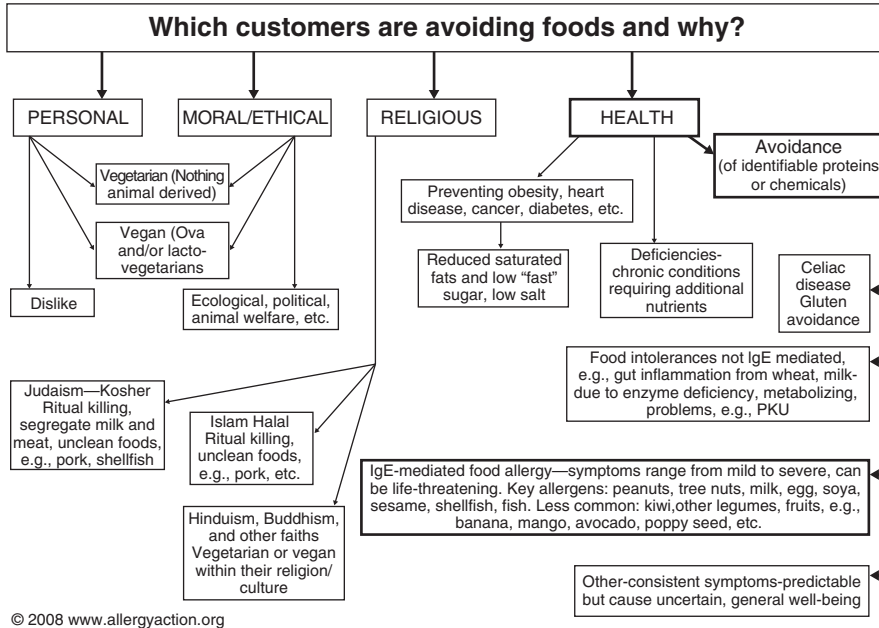 Which customers are avoiding foods and why?
PERSONAL
MORAL/ETHICAL
RELIGIOUS
HEALTH
Avoidance
(of identifiable proteins
or chemicals)
Vegetarian (Nothing
animal derived)
Vegan (Ova
and/or lacto-
vegetarians
Dislike
Ecological, political,
animal welfare, etc.
Preventing obesity, heart
disease, cancer, diabetes, etc.
Reduced saturated
fats and low “fast”
sugar, low salt
Deficiencies-
chronic conditions
requiring additional
nutrients
Celiac
disease
Gluten
avoidance
Food intolerances not IgE mediated,
e.g., gut inflammation from wheat, milk-
due to enzyme deficiency, metabolizing,
problems, e.g., PKU
Judaism—Kosher
Ritual killing,
segregate milk and
meat, unclean foods,
e.g., pork, shellfish
Islam Halal
Ritual killing,
unclean foods,
e.g., pork, etc.
IgE-mediated food allergy—symptoms range from mild to severe, can
be life-threatening. Key allergens: peanuts, tree nuts, milk, egg, soya,
sesame, shellfish, fish. Less common: kiwi,other legumes, fruits, e.g.,
banana, mango, avocado, poppy seed, etc.
Hinduism, Buddhism,
and other faiths
Vegetarian or vegan
within their religion/
culture
Other-consistent symptoms-predictable
but cause uncertain, general well-being
© 2008 www.allergyaction.org